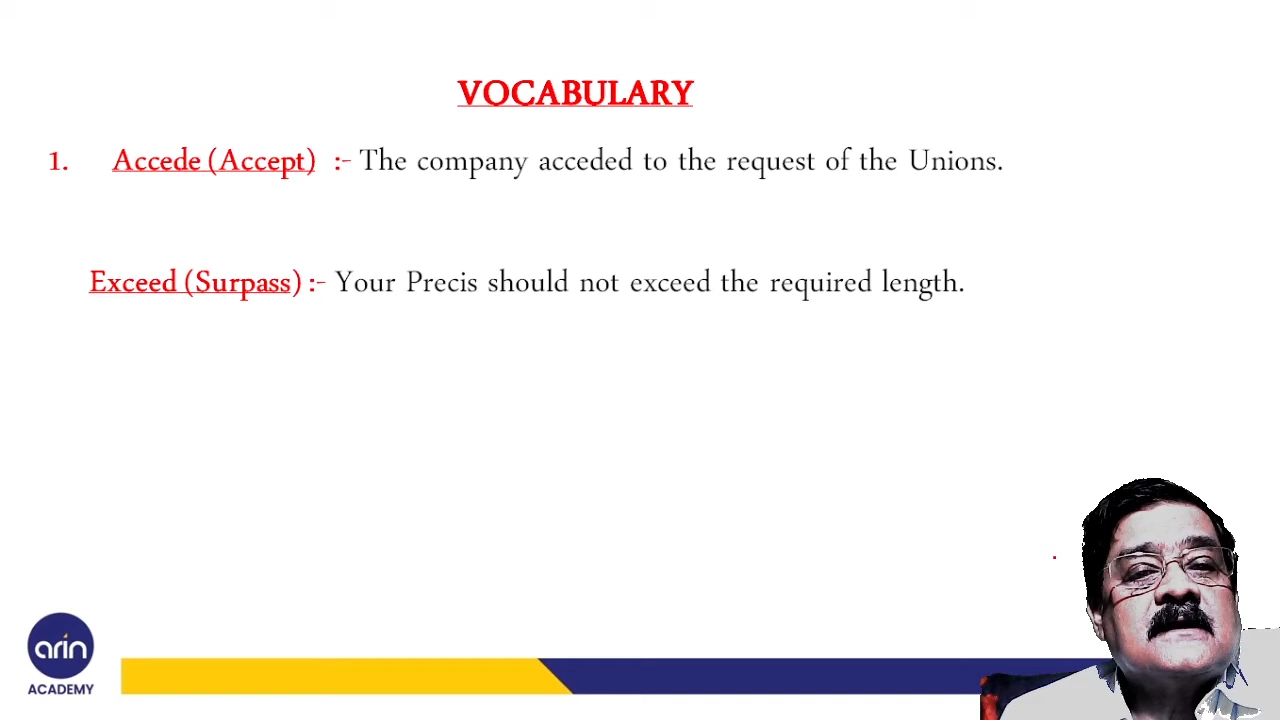 VOCABULARY
1. Accede (Accept) :- The company acceded to the request of the Unions.
Exceed (Surpass) :- Your Precis should not exceed the required length.
arin
ACADEMY